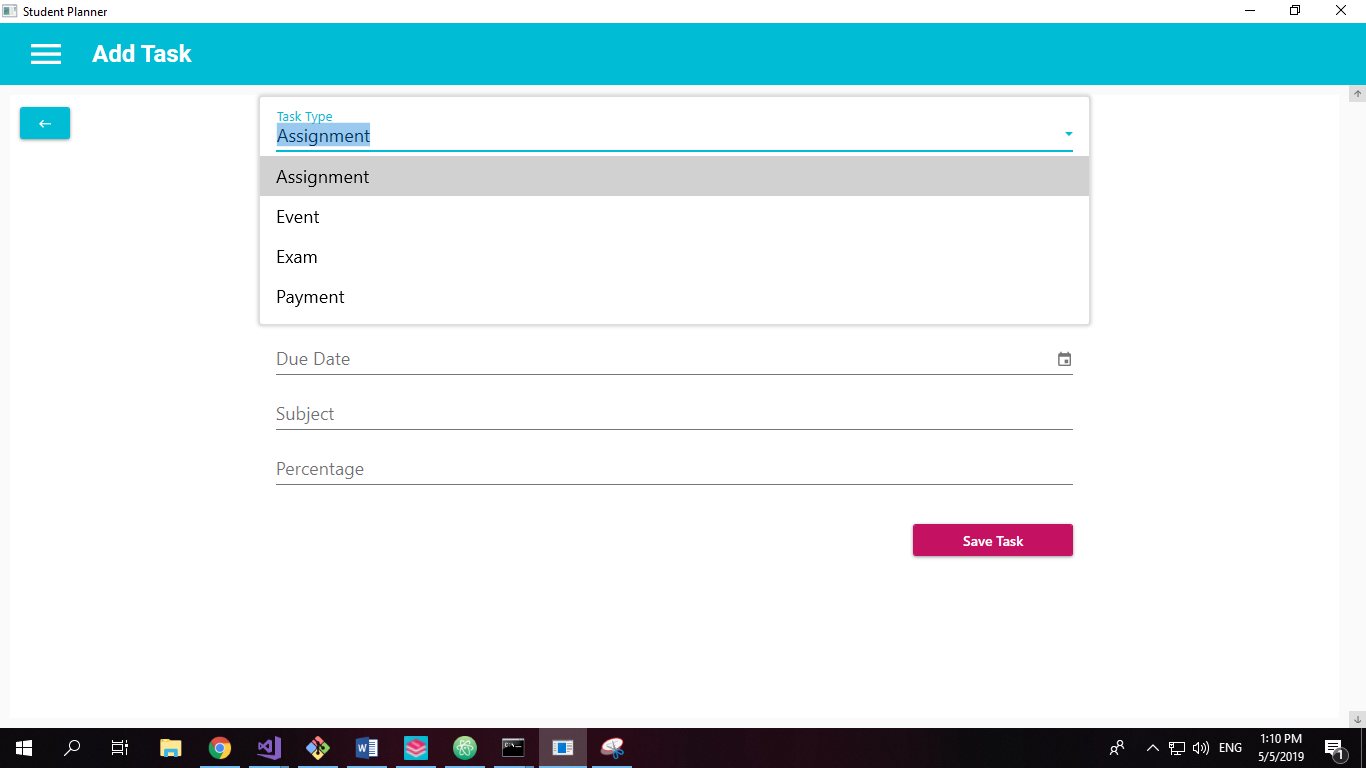 Student Planner
Add Task
Task Type
Assignment
Assignment
Event
Exam
Payment
Due Date
Subject
Percentage
Save Task
ENG
1:10 PM
5/5/2019
1